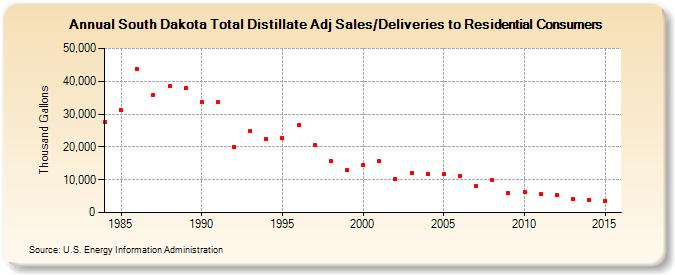 Annual South Dakota Total Distillate Adj Sales/Deliveries to Residential Consumers
Thousand Gallons
50,000
40,000
30,000
20,000
10,000
0
1985 1990 1995 2000 2005 2010 2015
Source: U.S. Energy Information Administration